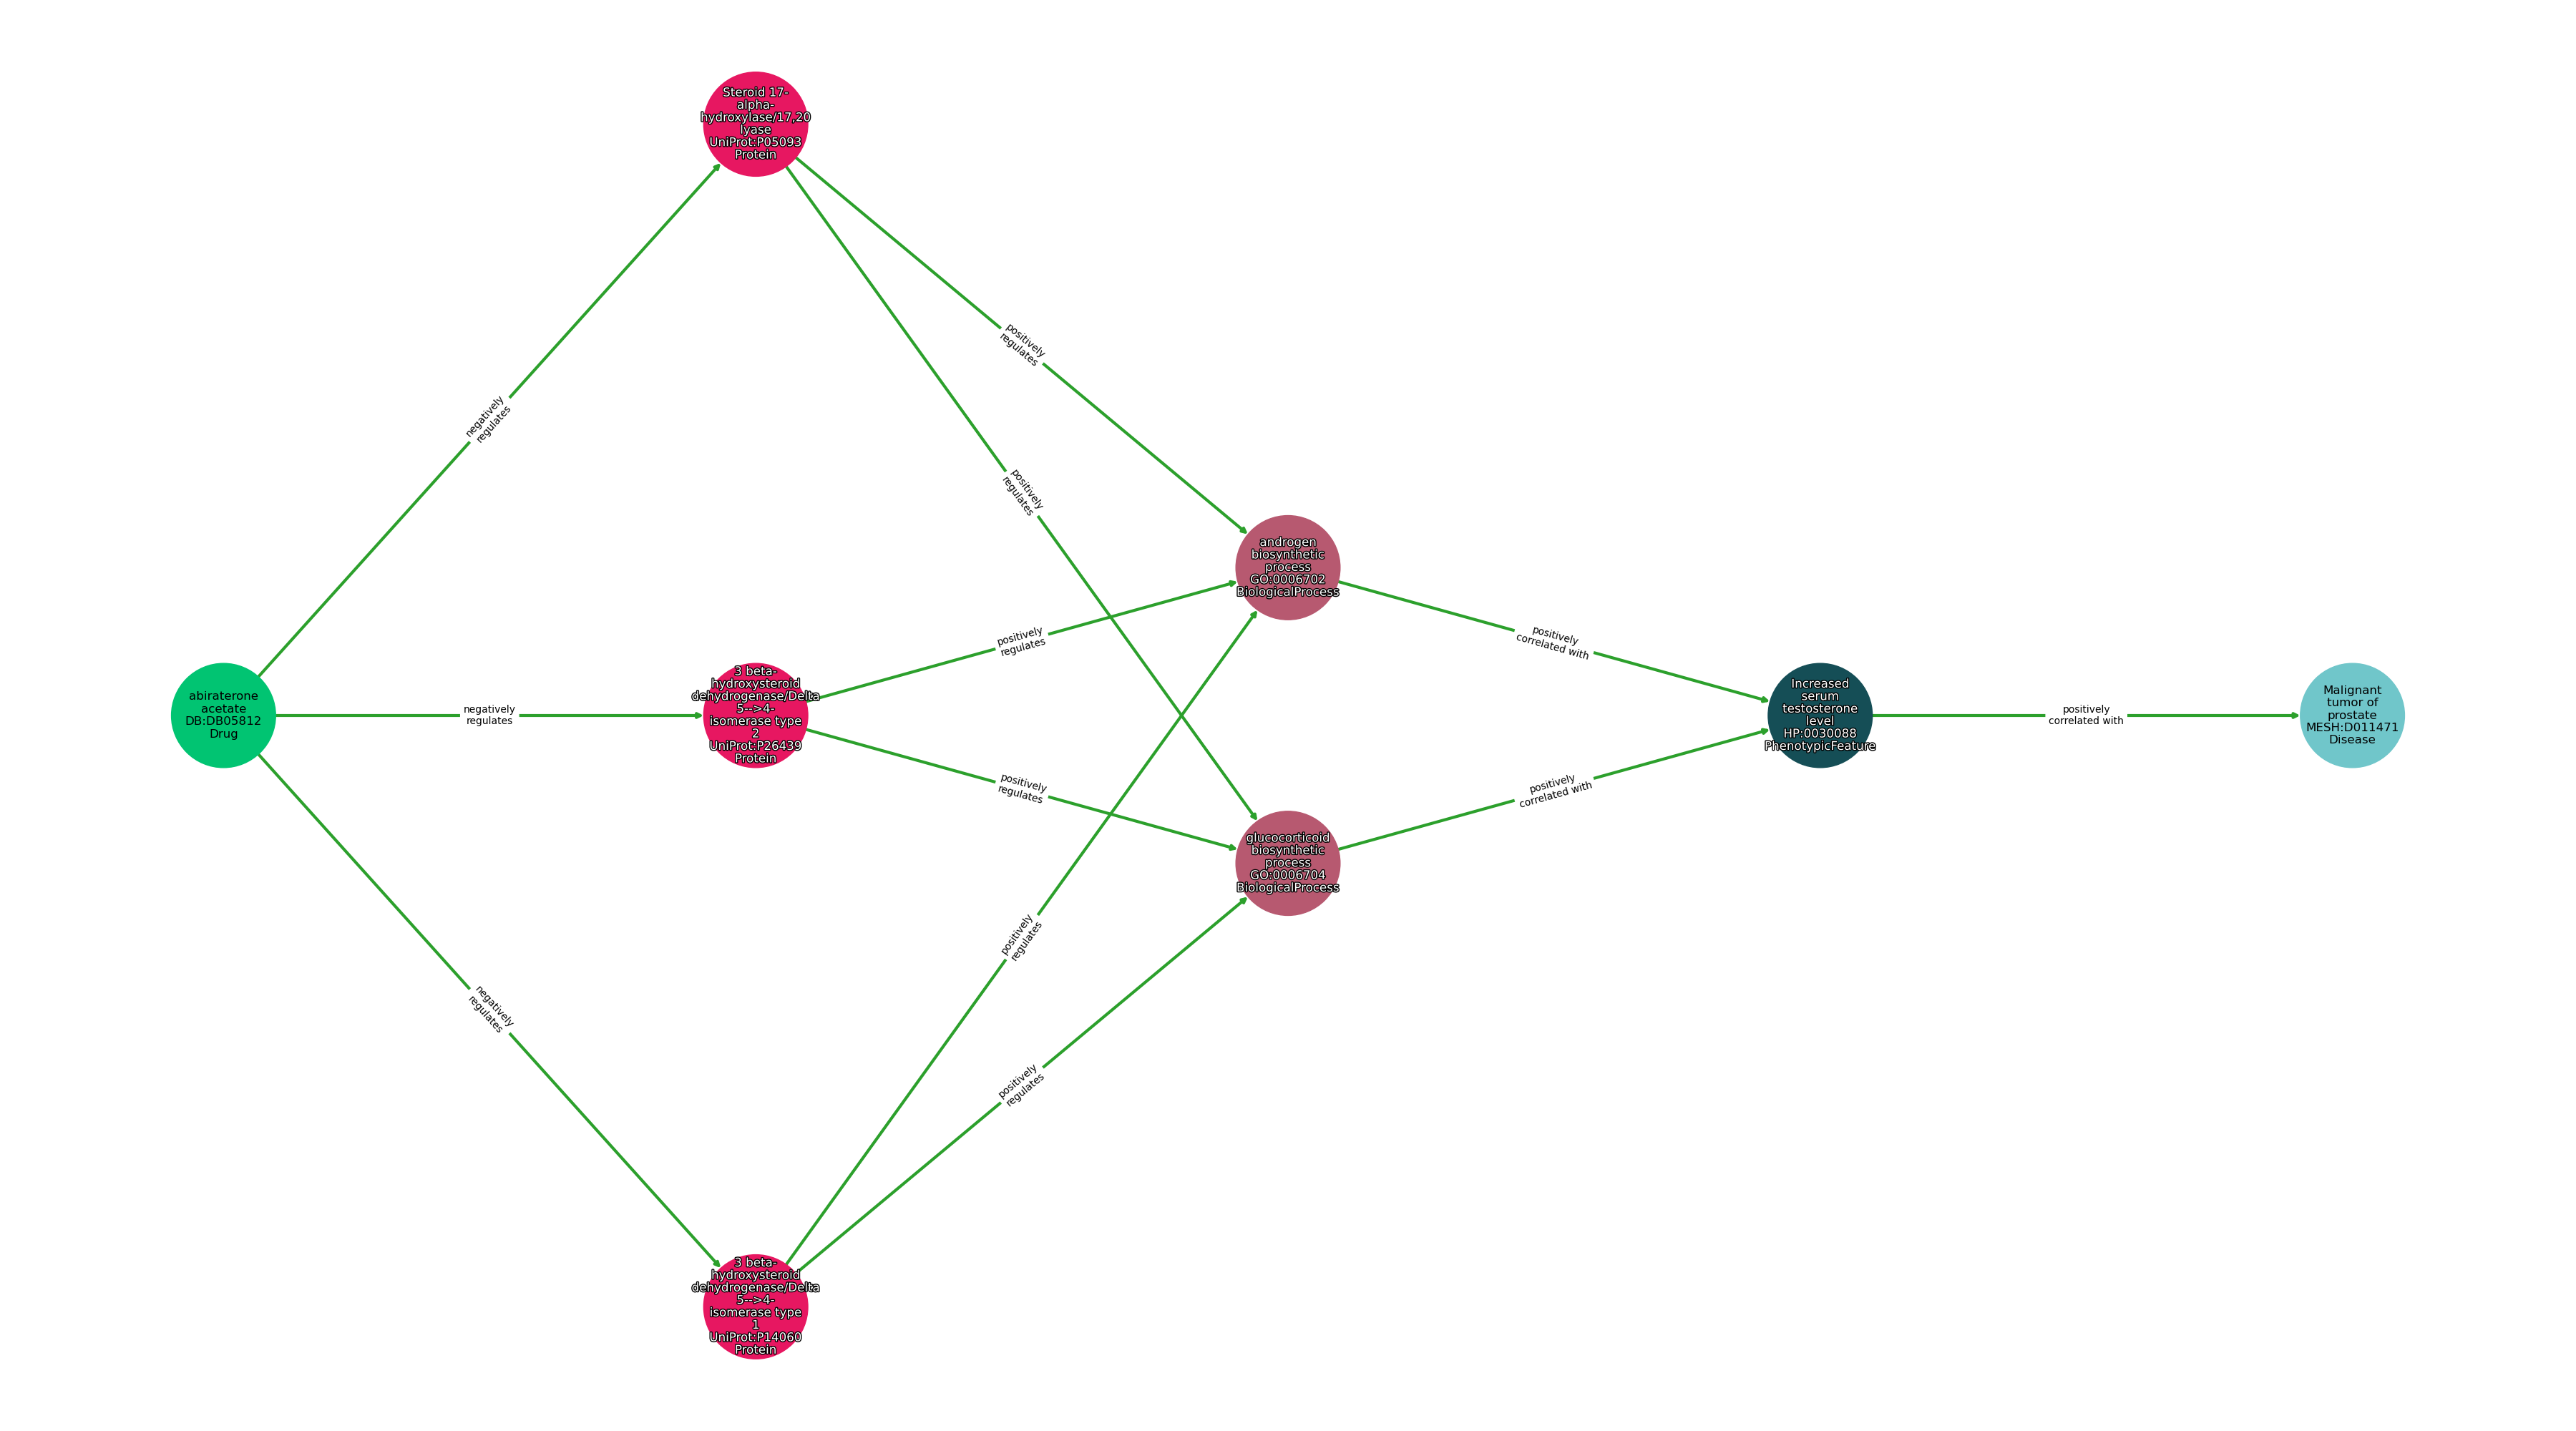 Steroid 17-
alpha-
hydroxylase/17,20
lyase
UniProt:P05093
Protein
positively
regulates
negatively
regulates
positively
regulates
androgen
biosynthetic
process
GO:0006702
BiologicalProcess
positively
regulates
positively
correlated with
abiraterone
acetate
DB:DB05812
Drug
negatively
regulates
3 beta-
hydroxysteroid
dehydrogenase/Delta
5-->4-
isomerase type
2
UniProt:P26439
Protein
Increased
serum
testosterone
level
HP:0030088
PhenotypicFeature
positively
correlated with
Malignant
tumor of
prostate
MESH:D011471
Disease
positively
regulates
positively
correlated with
glucocorticoid
biosynthetic
process
GO:0006704
BiologicalProcess
positively
regulates
negatively
regulates
positively
regulates
3 beta-
hydroxysteroid
dehydrogenase/Delta
5-->4-
isomerase type
1
UniProt:P14060
Protein